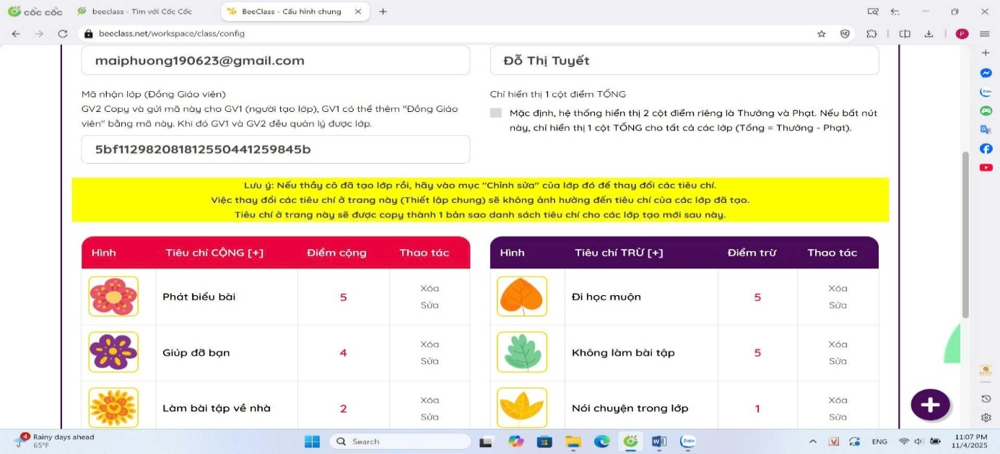 cốc cốc
beeclass - Tìm với Cốc Cốc
BeeClass - Cấu hình chung
beeclass.net/workspace/class/config
P
maiphuong190623@gmail.com
Đỗ Thị Tuyết
Mã nhận lớp (Đồng Giáo viên)
GV2 Copy và gửi mã này cho GV1 (người tạo lớp), GV1 có thể thêm "Đồng Giáo
viên" bằng mã này. Khi đó GV1 và GV2 đều quản lý được lớp.
5bf112982081812550441259845b
Chỉ hiển thị 1 cột điểm TỔNG
Mặc định, hệ thống hiển thị 2 cột điểm riêng là Thưởng và Phạt. Nếu bất nút
này, chỉ hiển thị 1 cột TỔNG cho tất cả các lớp (Tổng = Thưởng - Phạt).
Lưu ý: Nếu thầy cô đã tạo lớp rồi, hãy vào mục "Chỉnh sửa" của lớp đó để thay đổi các tiêu chí.
Việc thay đổi các tiêu chí ở trang này (Thiết lập chung) sẽ không ảnh hưởng đến tiêu chí của các lớp đã tạo.
Tiêu chí ở trang này sẽ được copy thành 1 bản sao danh sách tiêu chí cho các lớp tạo mới sau này.
Hình Tiêu chí CỘNG [+] Điểm cộng Thao tác
Phát biểu bài 5 Xóa
Sửa
Giúp đỡ bạn 4 Xóa
Sửa
Làm bài tập về nhà 2 Xóa
Sửa
Hình Tiêu chí TRỪ [+] Điểm trừ Thao tác
Đi học muộn 5 Xóa
Sửa
Không làm bài tập 5 Xóa
Sửa
Nói chuyện trong lớp 1 Xóa
Sửa
Zalo
4
Rainy days ahead
65°F
Search
Zalo
ENG
11:07 PM
11/4/2025